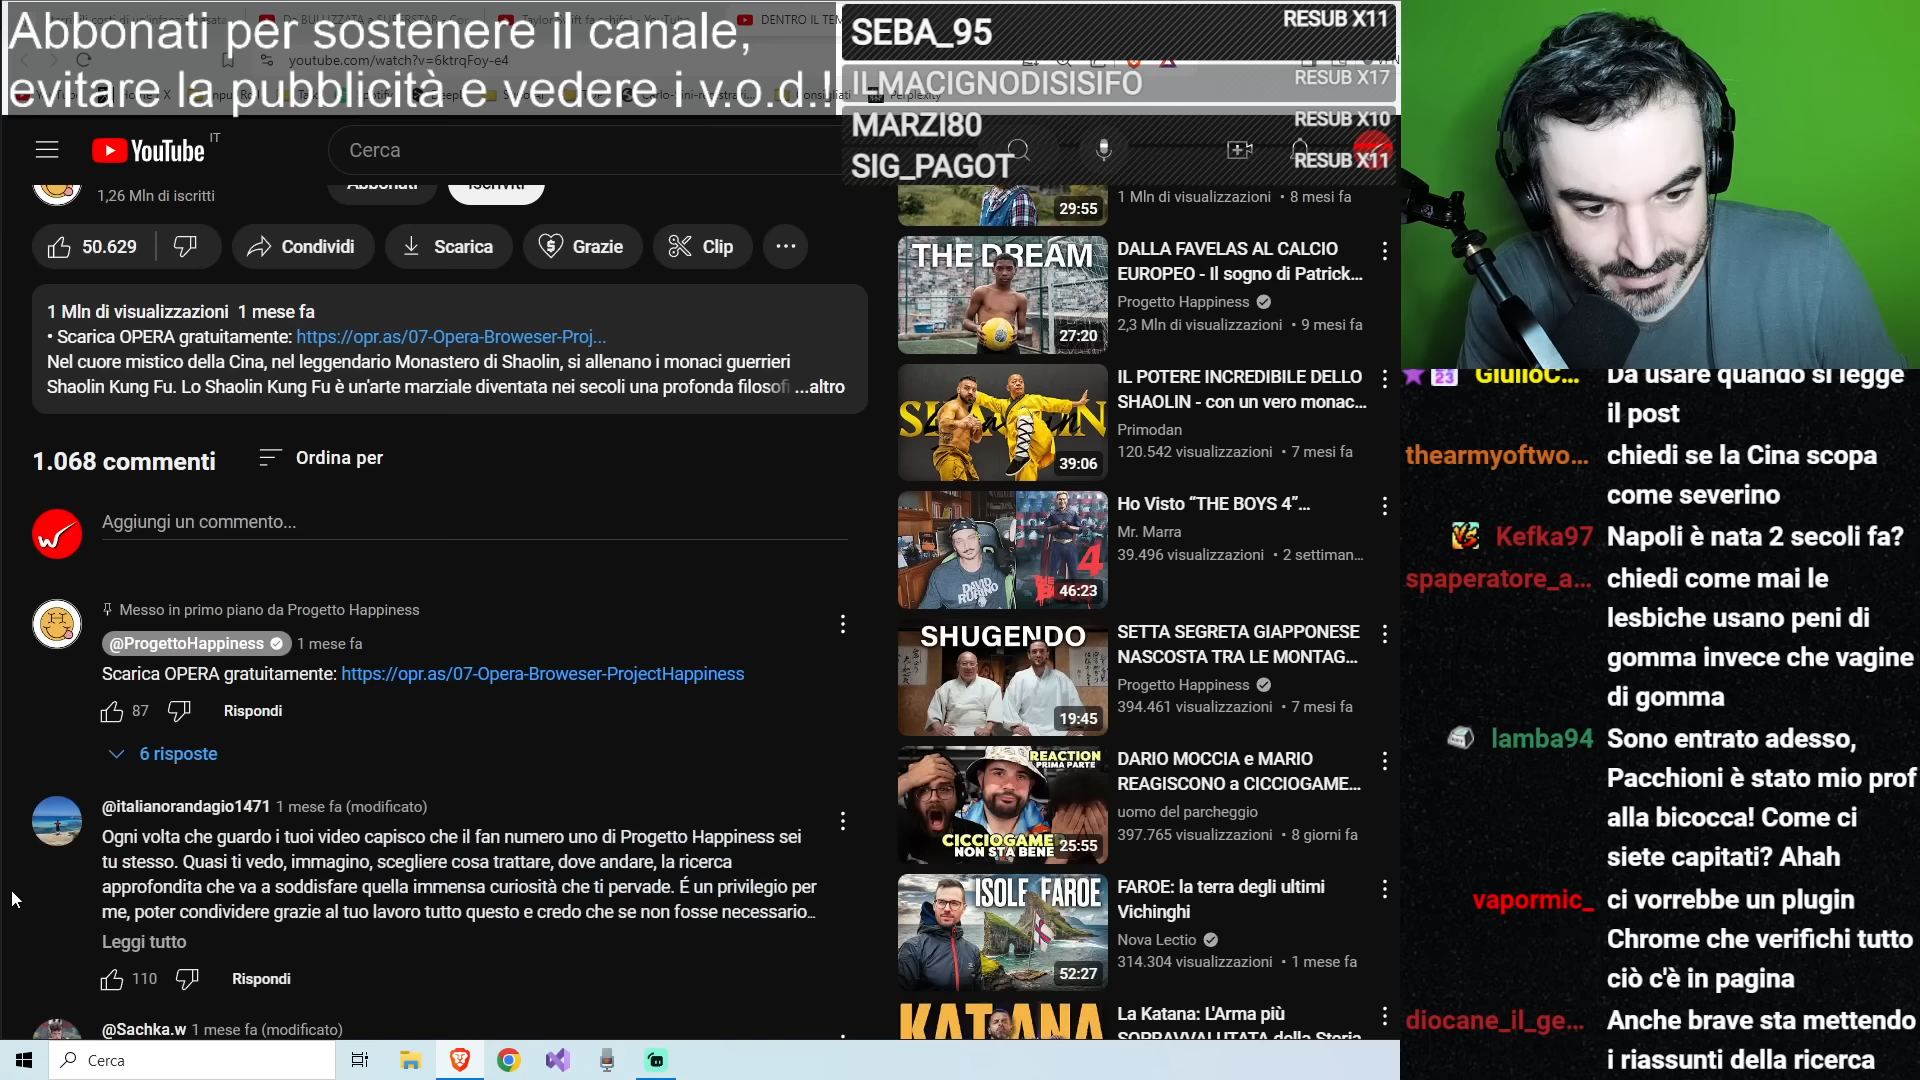 Abbonati per sostenere il canale,
evitare la pubblicità e vedere i v.o.d.!
youtube.com/watch?v=6ktrqFoy-e4
SEBA_95 RESUB X11
ILMACIGNODISISIFO RESUB X17
MARZI80 RESUB X10
SIG_PAGOT RESUB X11
YouTube IT
Cerca
1,26 Mln di iscritti
Abbonati
Iscriviti
50.629
Condividi
Scarica
Grazie
Clip
1 Mln di visualizzazioni 1 mese fa
• Scarica OPERA gratuitamente: https://opr.as/07-Opera-Broweser-Proj...
Nel cuore mistico della Cina, nel leggendario Monastero di Shaolin, si allenano i monaci guerrieri
Shaolin Kung Fu. Lo Shaolin Kung Fu è un'arte marziale diventata nei secoli una profonda filosofi ...altro
1.068 commenti
Ordina per
Aggiungi un commento...
Messo in primo piano da Progetto Happiness
@ProgettoHappiness 1 mese fa
Scarica OPERA gratuitamente: https://opr.as/07-Opera-Broweser-ProjectHappiness
87
Rispondi
6 risposte
@italianorandagio1471 1 mese fa (modificato)
Ogni volta che guardo i tuoi video capisco che il fan numero uno di Progetto Happiness sei
tu stesso. Quasi ti vedo, immagino, scegliere cosa trattare, dove andare, la ricerca
approfondita che va a soddisfare quella immensa curiosità che ti pervade. É un privilegio per
me, poter condividere grazie al tuo lavoro tutto questo e credo che se non fosse necessario...
Leggi tutto
110
Rispondi
@Sachka.w 1 mese fa (modificato)
29:55
1 Mln di visualizzazioni • 8 mesi fa
THE DREAM
27:20
DALLA FAVELAS AL CALCIO
EUROPEO - Il sogno di Patrick...
Progetto Happiness
2,3 Mln di visualizzazioni • 9 mesi fa
39:06
IL POTERE INCREDIBILE DELLO
SHAOLIN - con un vero monac...
Primodan
120.542 visualizzazioni • 7 mesi fa
DAVID
RUBINO
4
46:23
Ho Visto “THE BOYS 4”...
Mr. Marra
39.496 visualizzazioni • 2 settiman...
SHUGENDO
19:45
SETTA SEGRETA GIAPPONESE
NASCOSTA TRA LE MONTAG...
Progetto Happiness
394.461 visualizzazioni • 7 mesi fa
REACTION
PRIMA PARTE
CICCIOGAME
NON STA BENE
25:55
DARIO MOCCIA e MARIO
REAGISCONO a CICCIOGAME...
uomo del parcheggio
397.765 visualizzazioni • 8 giorni fa
ISOLE FAROE
52:27
FAROE: la terra degli ultimi
Vichinghi
Nova Lectio
314.304 visualizzazioni • 1 mese fa
KATANA
La Katana: L'Arma più
SOPRAVVALUTATA della Storia
Cerca
23 GiulioC... Da usare quando si legge
il post
thearmyoftwo... chiedi se la Cina scopa
come severino
Kefka97 Napoli è nata 2 secoli fa?
spaperatore_a... chiedi come mai le
lesbiche usano peni di
gomma invece che vagine
di gomma
lamba94 Sono entrato adesso,
Pacchioni è stato mio prof
alla bicocca! Come ci
siete capitati? Ahah
vapormic_ ci vorrebbe un plugin
Chrome che verifichi tutto
ciò c'è in pagina
diocane_il_ge... Anche brave sta mettendo
i riassunti della ricerca